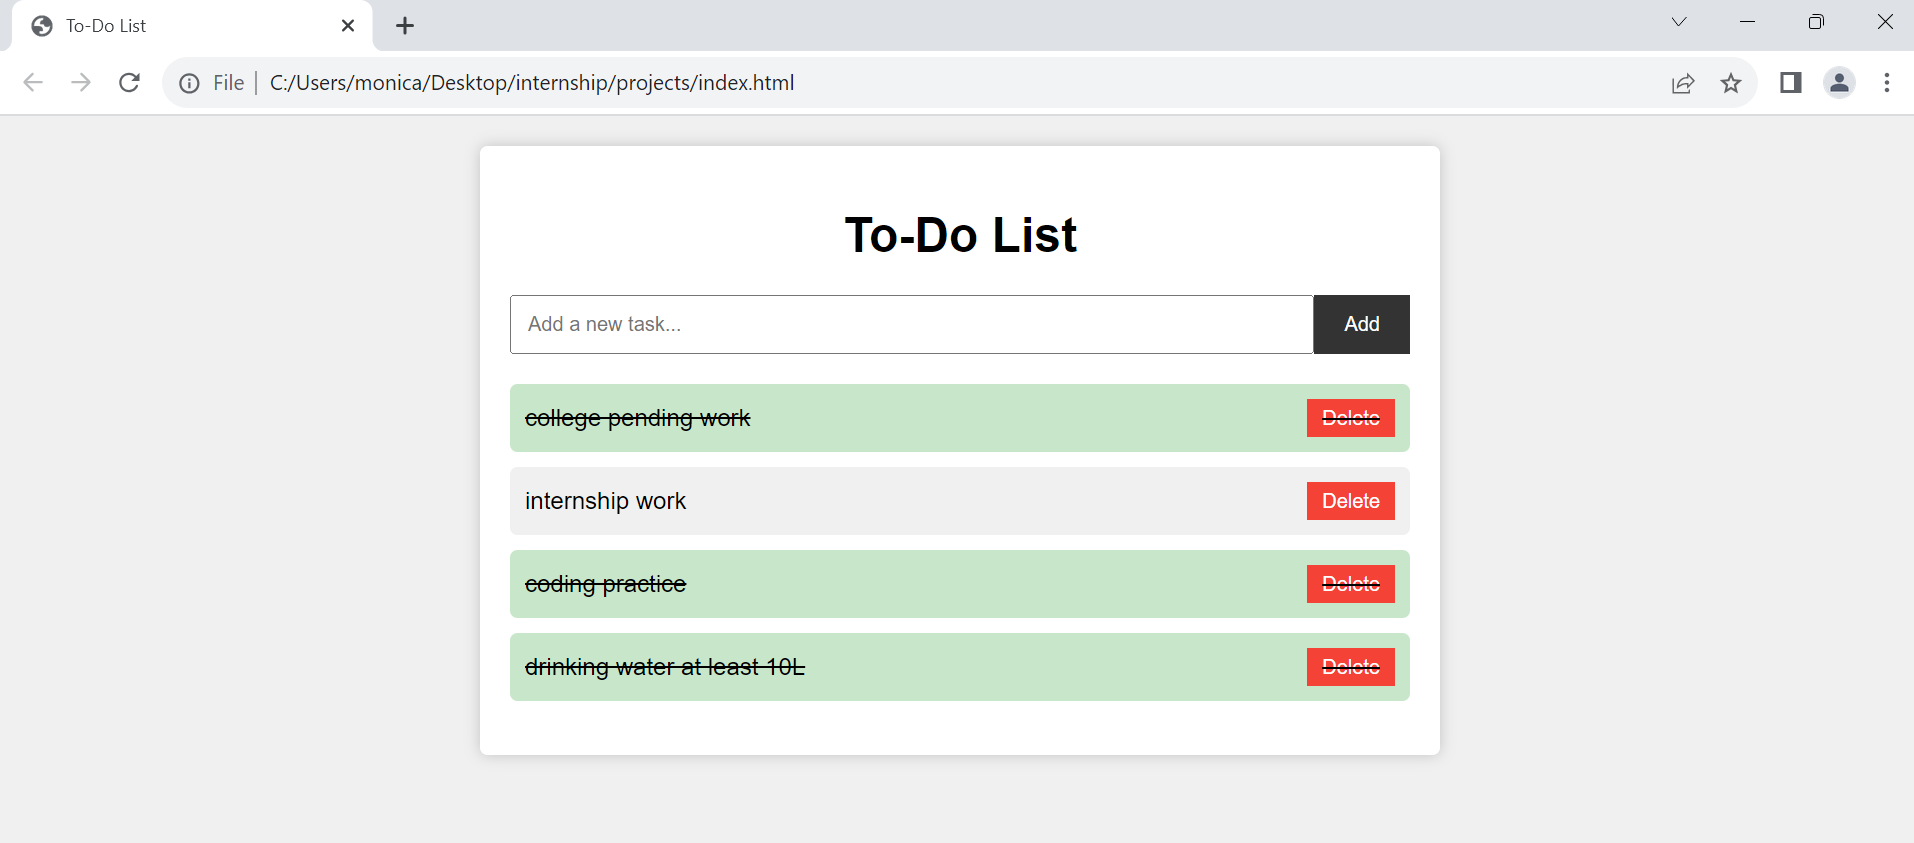 To-Do List
File C:/Users/monica/Desktop/internship/projects/index.html
To-Do List
Add a new task... Add
college pending work Delete
internship work Delete
coding practice Delete
drinking water at least 10L Delete